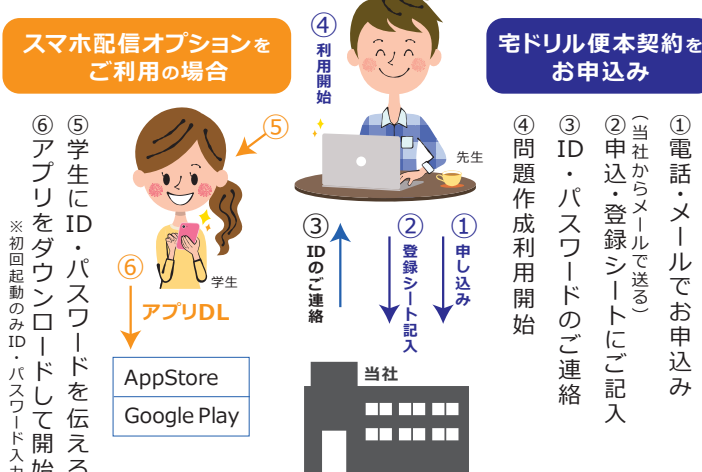 宅ドリル便本契約を
お申込み
①電話・メールでお申込み
②申込・登録シートにご記入
（当社からメールで送る）
③ID・パスワードのご連絡
④問題作成利用開始
④利用開始
先生
①申し込み
②登録シート記入
③IDのご連絡
当社
スマホ配信オプションを
ご利用の場合
⑤
学生
⑥
アプリDL
AppStore
Google Play
⑤学生にID・パスワードを伝える
⑥アプリをダウンロードして開始
※初回起動のみID・パスワード入力